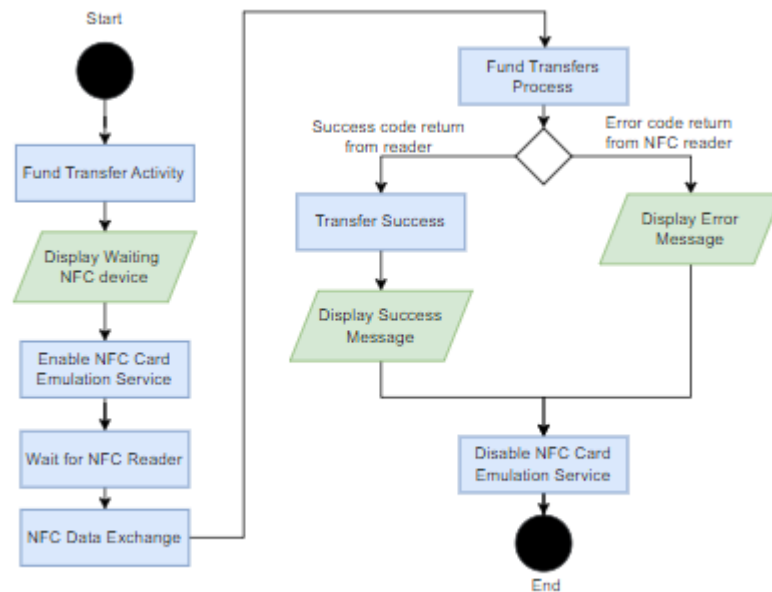 Start
Fund Transfer Activity
Display Waiting
NFC device
Enable NFC Card
Emulation Service
Wait for NFC Reader
NFC Data Exchange
Fund Transfers
Process
Success code return
from reader
Error code return
from NFC reader
Transfer Success
Display Error
Message
Display Success
Message
Disable NFC Card
Emulation Service
End